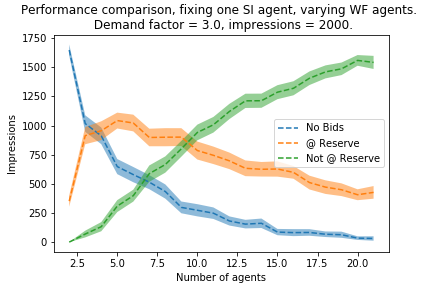 Performance comparison, fixing one SI agent, varying WF agents.
Demand factor = 3.0, impressions = 2000.
1750
1500
1250
1000
750
500
250
0
Impressions
No Bids
@ Reserve
Not @ Reserve
2.5 5.0 7.5 10.0 12.5 15.0 17.5 20.0
Number of agents